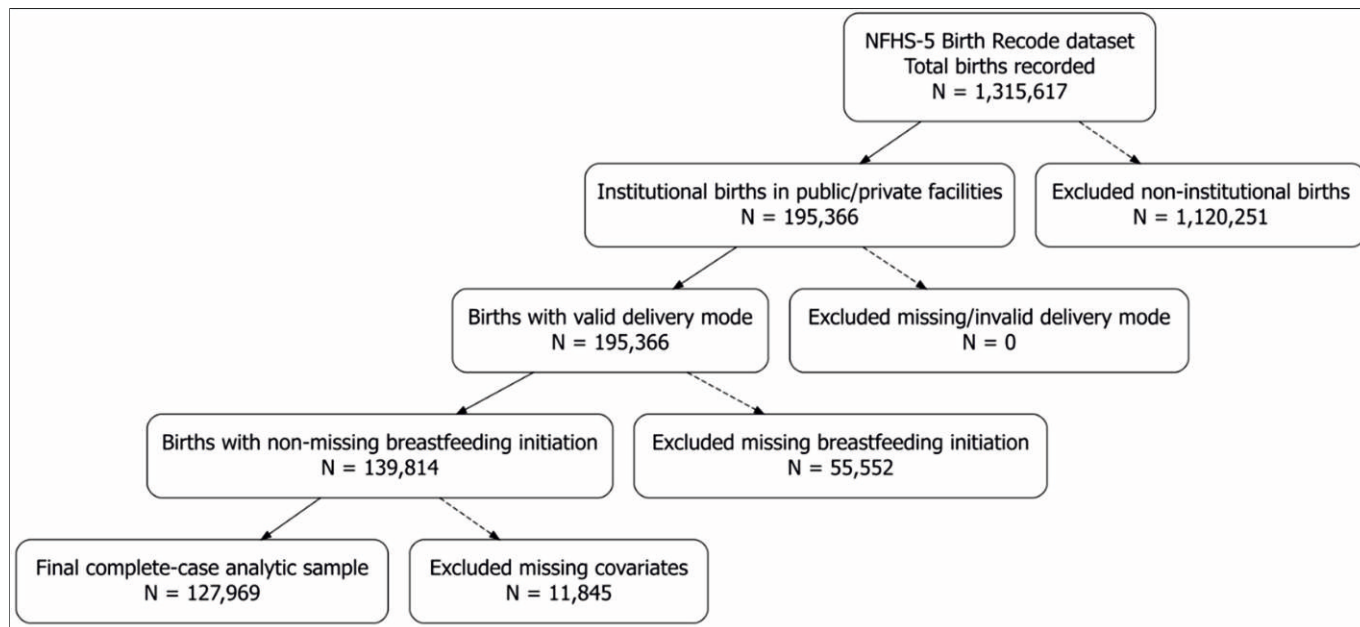 NFHS-5 Birth Recode dataset
Total births recorded
N = 1,315,617
Institutional births in public/private facilities
N = 195,366
Excluded non-institutional births
N = 1,120,251
Births with valid delivery mode
N = 195,366
Excluded missing/invalid delivery mode
N = 0
Births with non-missing breastfeeding initiation
N = 139,814
Excluded missing breastfeeding initiation
N = 55,552
Final complete-case analytic sample
N = 127,969
Excluded missing covariates
N = 11,845